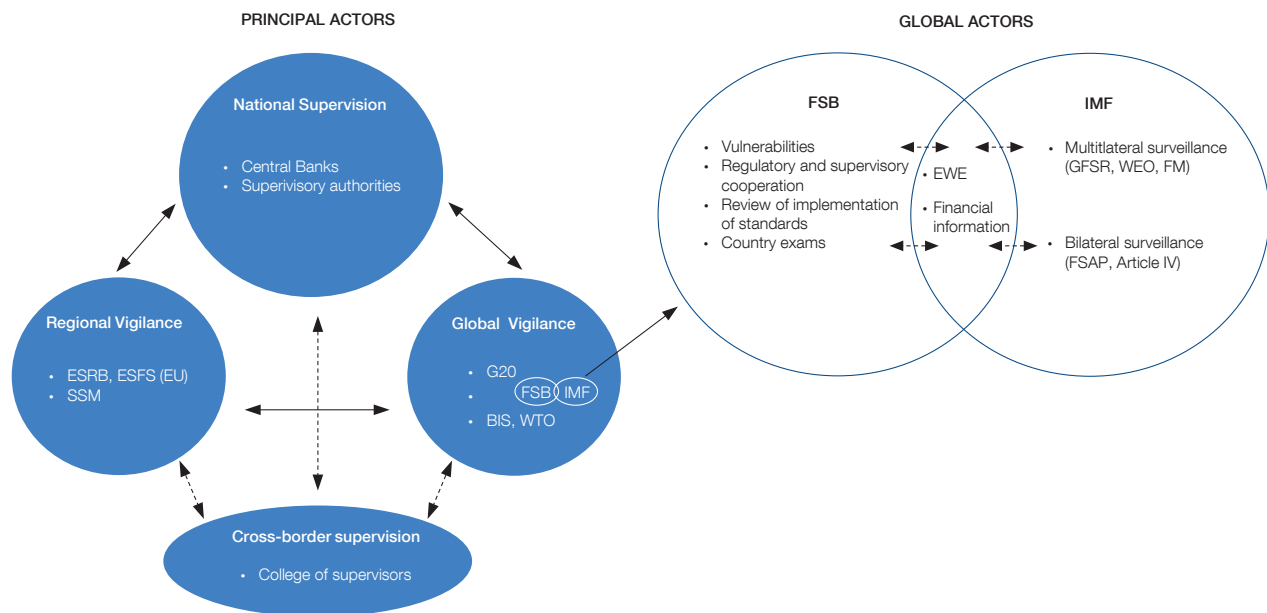 PRINCIPAL ACTORS
National Supervision
• Central Banks
• Superivisory authorities
Regional Vigilance
• ESRB, ESFS (EU)
• SSM
Global Vigilance
• G20
• FSB IMF
• BIS, WTO
Cross-border supervision
• College of supervisors
GLOBAL ACTORS
FSB
• Vulnerabilities
• Regulatory and supervisory
cooperation
• Review of implementation
of standards
• Country exams
• EWE
• Financial
information
IMF
• Multitilateral surveillance
(GFSR, WEO, FM)
• Bilateral surveillance
(FSAP, Article IV)